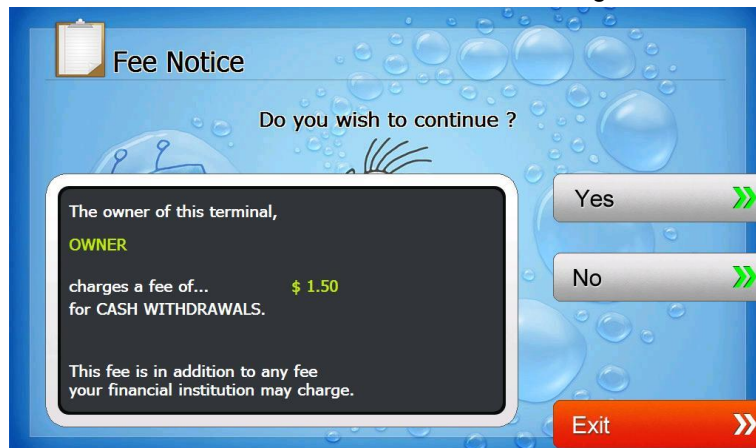 Fee Notice
Do you wish to continue ?
The owner of this terminal,
OWNER
charges a fee of... $ 1.50
for CASH WITHDRAWALS.
This fee is in addition to any fee
your financial institution may charge.
Yes
No
Exit